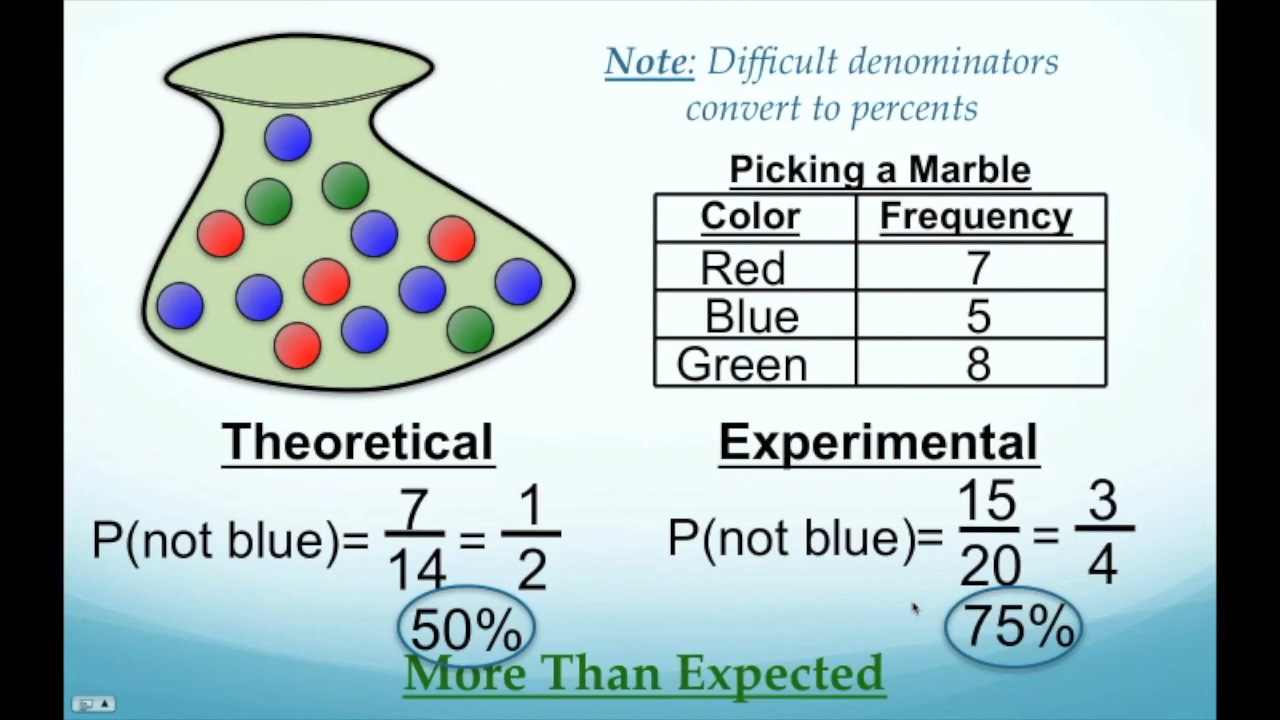 Note: Difficult denominators
convert to percents
Picking a Marble
Color Frequency
Red 7
Blue 5
Green 8
Theoretical
P(not blue)= 7/14 = 1/2
50%
Experimental
P(not blue)= 15/20 = 3/4
75%
More Than Expected